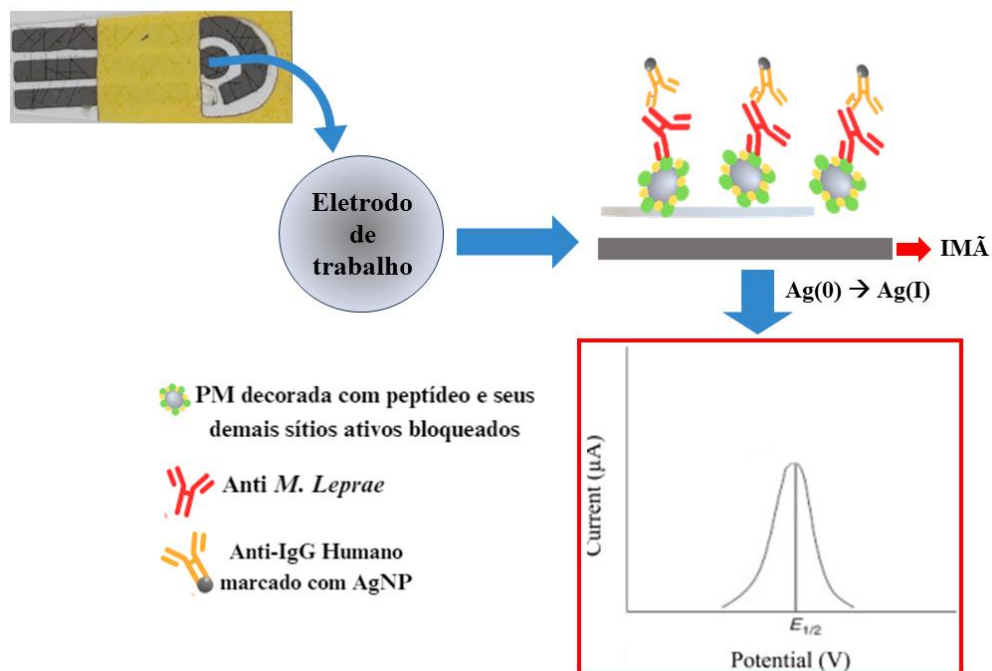 Eletrodo
de
trabalho
IMÃ
Ag(0) → Ag(I)
PM decorada com peptídeo e seus
demais sítios ativos bloqueados
Anti M. Leprae
Anti-IgG Humano
marcado com AgNP
Current (µA)
E1/2
Potential (V)